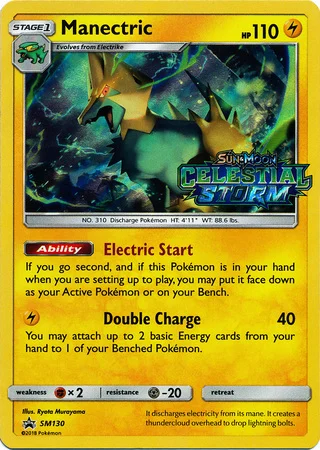 STAGE 1
Manectric
HP 110
Evolves from Electrike
SUN & MOON
CELESTIAL
STORM
NO. 310 Discharge Pokémon HT: 4'11" WT: 88.6 lbs.
Ability Electric Start
If you go second, and if this Pokémon is in your hand
when you are setting up to play, you may put it face down
as your Active Pokémon or on your Bench.
Double Charge 40
You may attach up to 2 basic Energy cards from your
hand to 1 of your Benched Pokémon.
weakness × 2 resistance -20 retreat
Illus. Ryota Murayama
PROMO SM130
©2018 Pokémon
It discharges electricity from its mane. It creates a
thundercloud overhead to drop lightning bolts.